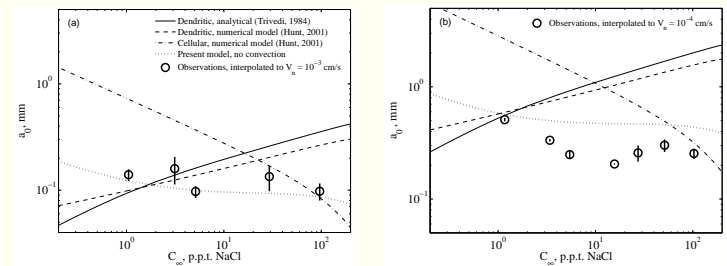 (a)
Dendritic, analytical (Trivedi, 1984)
Dendritic, numerical model (Hunt, 2001)
Cellular, numerical model (Hunt, 2001)
Present model, no convection
Observations, interpolated to V_n = 10^-3 cm/s
10^0
10^-1
a_0, mm
10^0 10^1 10^2
C_∞, p.p.t. NaCl
(b)
Observations, interpolated to V_n = 10^-4 cm/s
10^0
10^-1
a_0, mm
10^0 10^1 10^2
C_∞, p.p.t. NaCl